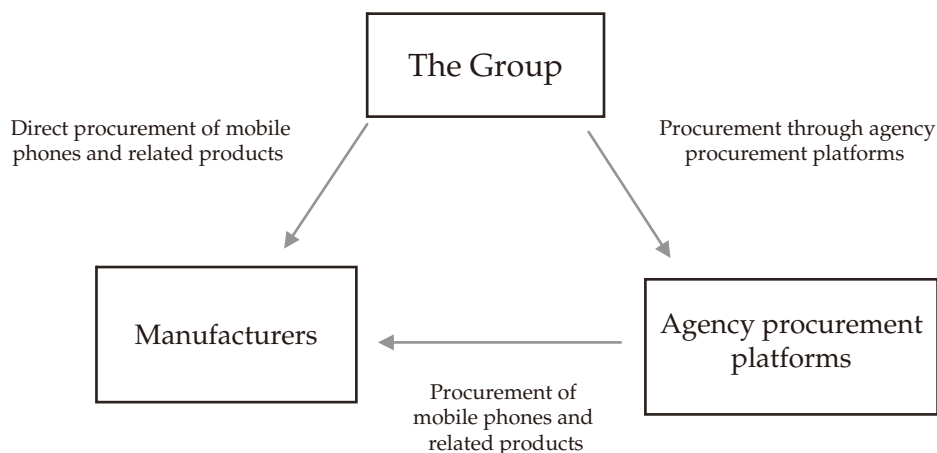 The Group
Direct procurement of mobile
phones and related products
Procurement through agency
procurement platforms
Manufacturers
Agency procurement
platforms
Procurement of
mobile phones and
related products